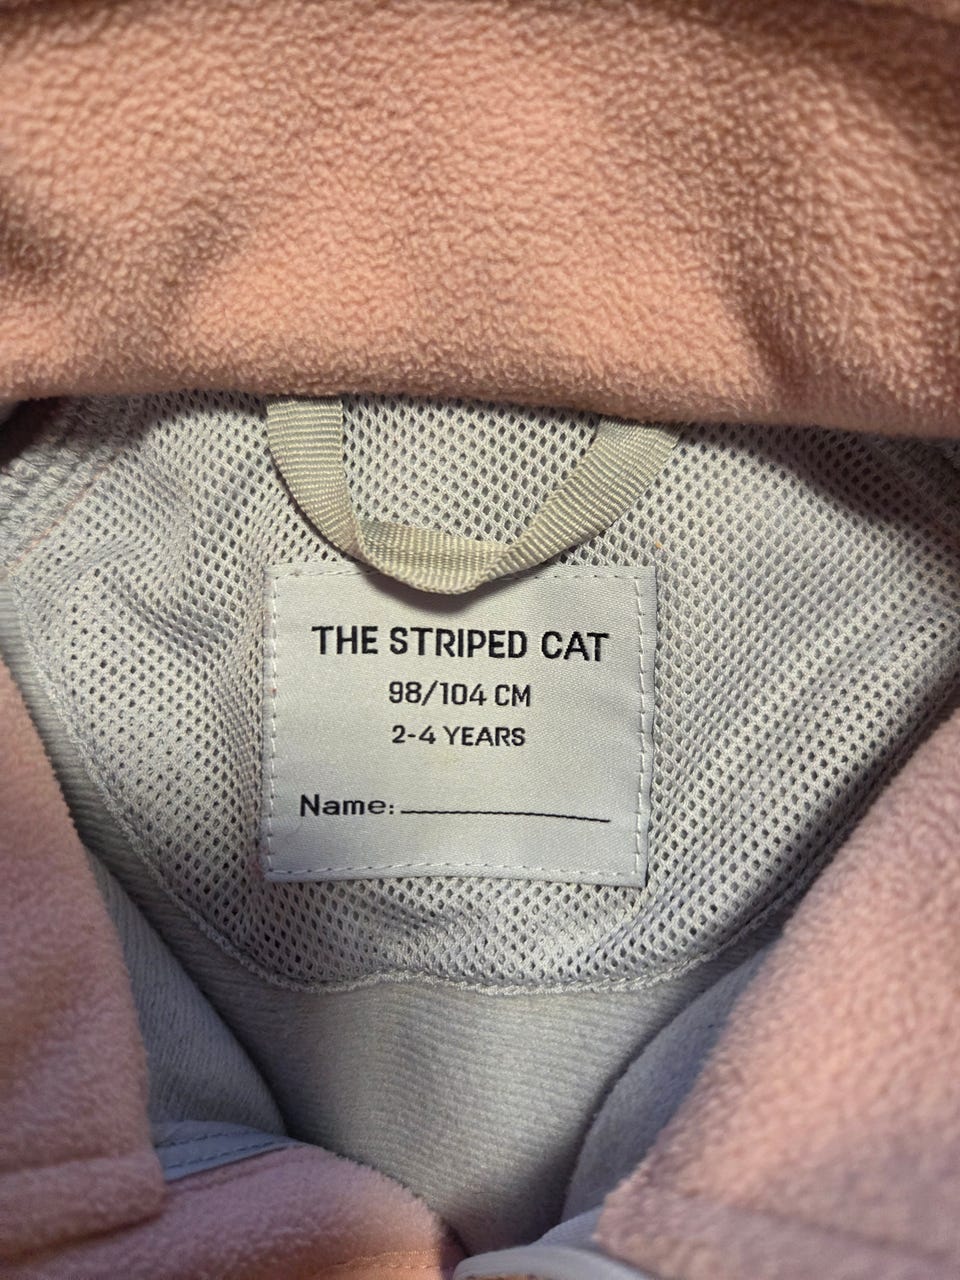 THE STRIPED CAT
98/104 CM
2-4 YEARS
Name: